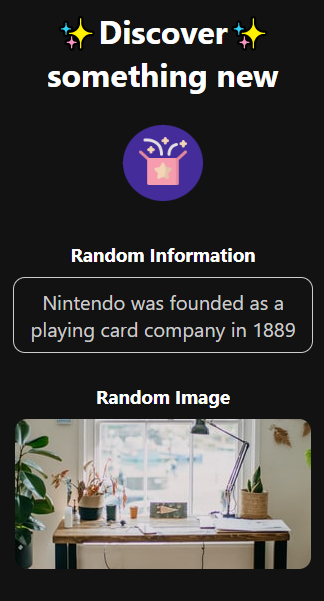 ✨Discover✨
something new
Random Information
Nintendo was founded as a
playing card company in 1889
Random Image